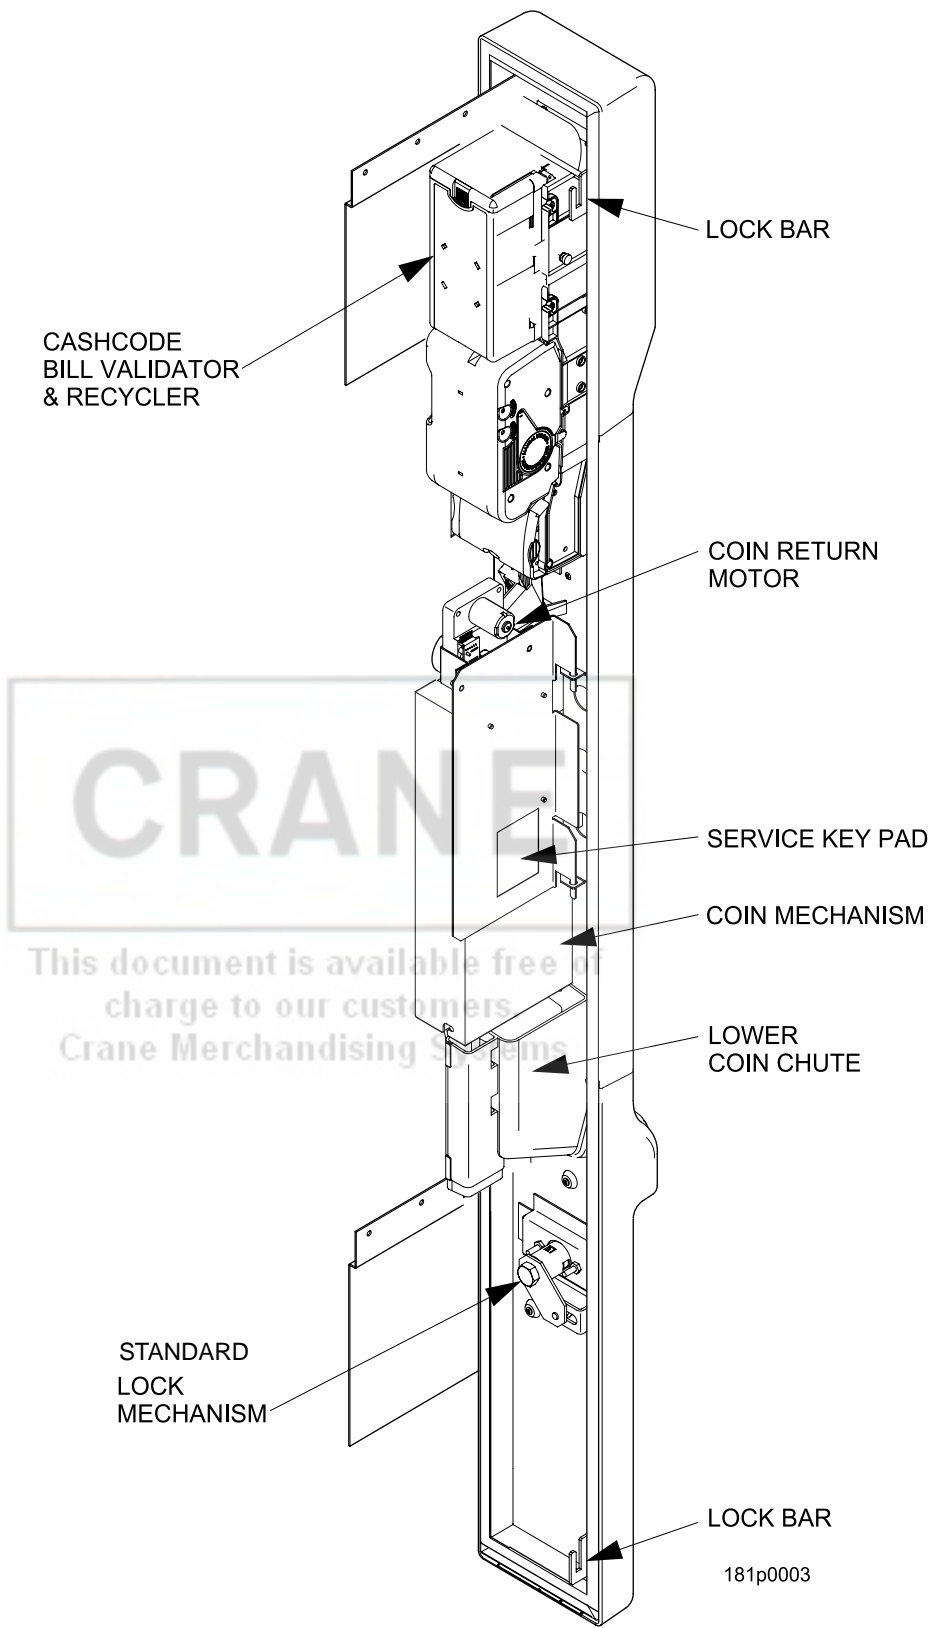 LOCK BAR
CASHCODE
BILL VALIDATOR
& RECYCLER
COIN RETURN
MOTOR
CRANE
SERVICE KEY PAD
COIN MECHANISM
This document is available free of
charge to our customers.
Crane Merchandising Systems
LOWER
COIN CHUTE
STANDARD
LOCK
MECHANISM
LOCK BAR
181p0003